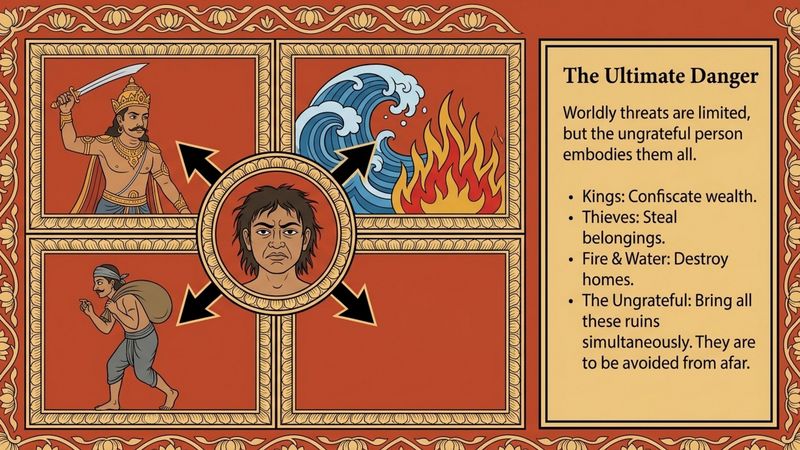 The Ultimate Danger
Worldly threats are limited,
but the ungrateful person
embodies them all.
• Kings: Confiscate wealth.
• Thieves: Steal
belongings.
• Fire & Water: Destroy
homes.
• The Ungrateful: Bring all
these ruins
simultaneously. They are
to be avoided from afar.